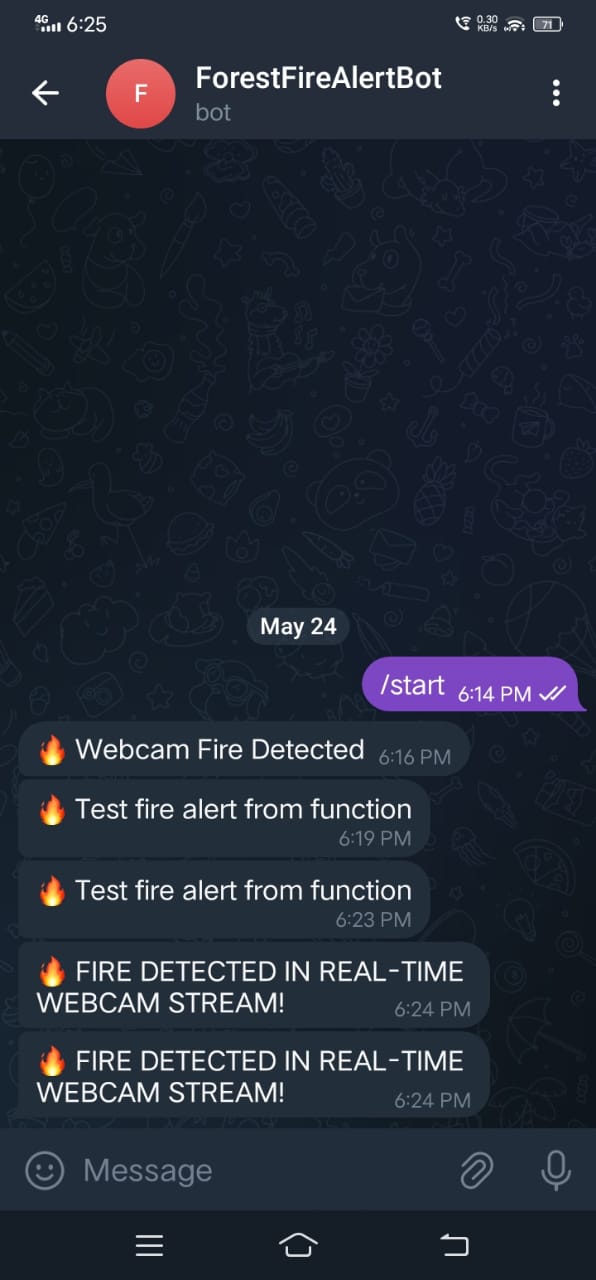 4G 6:25 0.30 KB/s 71
F ForestFireAlertBot
bot
May 24
/start 6:14 PM
🔥 Webcam Fire Detected 6:16 PM
🔥 Test fire alert from function
6:19 PM
🔥 Test fire alert from function
6:23 PM
🔥 FIRE DETECTED IN REAL-TIME
WEBCAM STREAM! 6:24 PM
🔥 FIRE DETECTED IN REAL-TIME
WEBCAM STREAM! 6:24 PM
Message